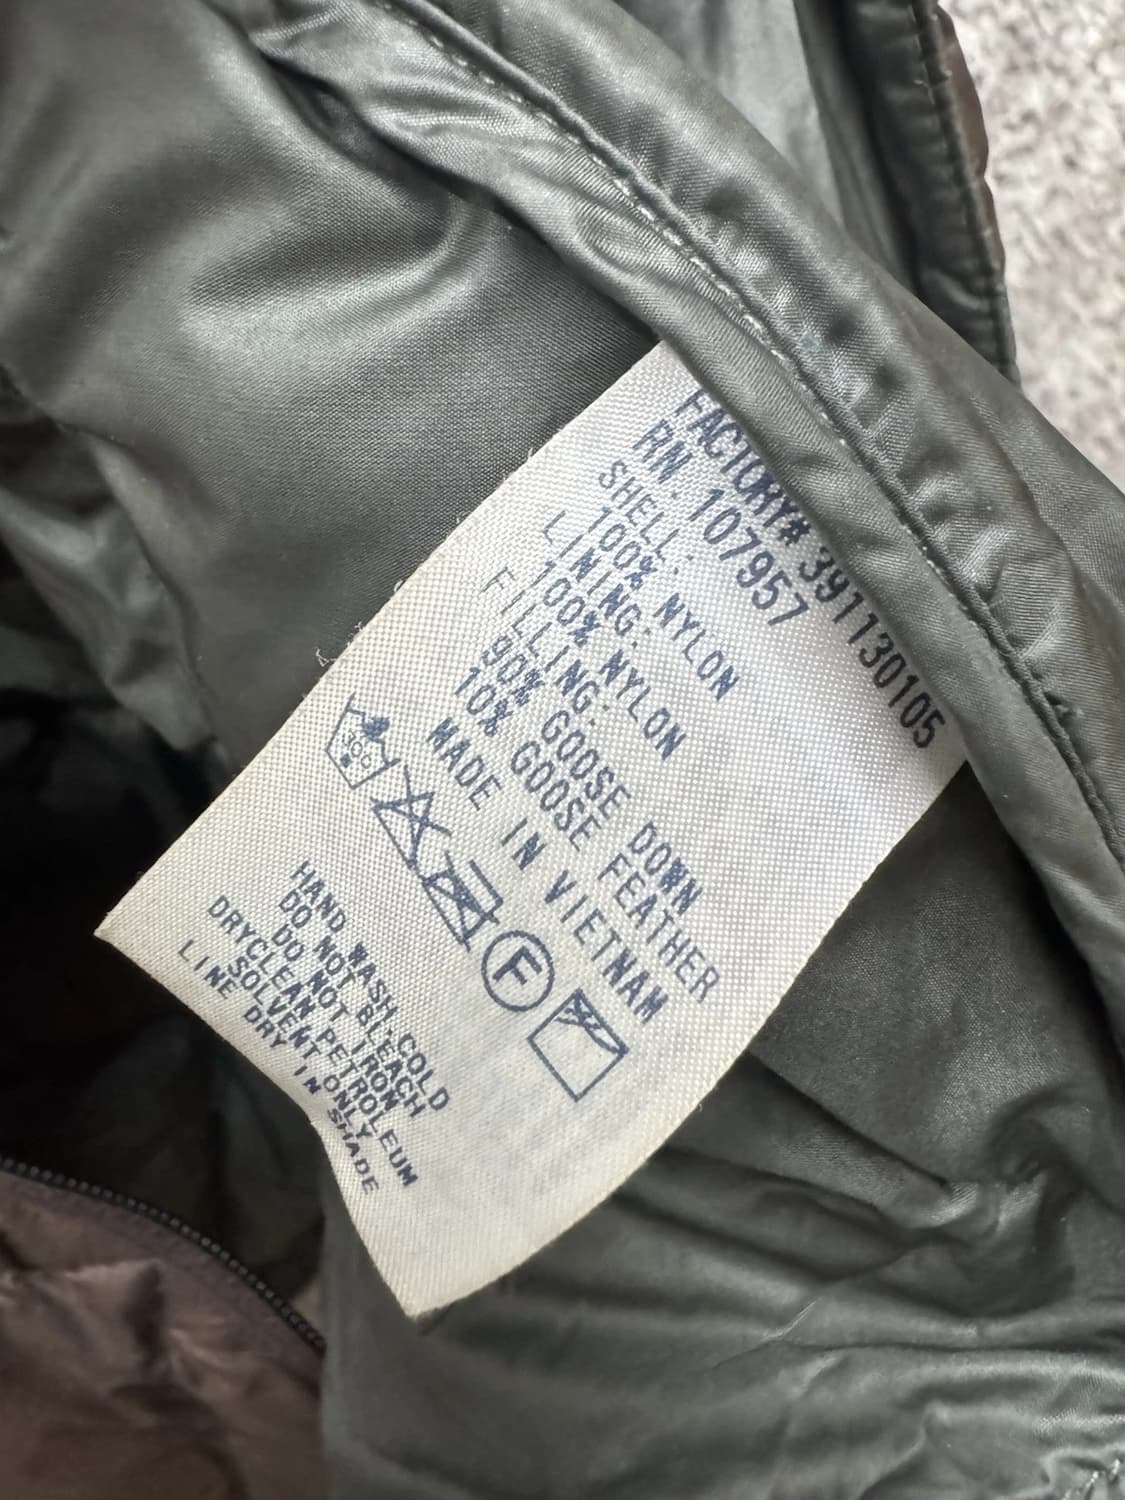 FACTORY# 391130105
RN. 107957
SHELL:
100% NYLON
LINING:
100% NYLON
FILLING:
90% GOOSE DOWN
10% GOOSE FEATHER
MADE IN VIETNAM
30C
F
HAND WASH COLD
DO NOT BLEACH
DO NOT IRON
DRYCLEAN PETROLEUM
SOLVENT ONLY
LINE DRY IN SHADE